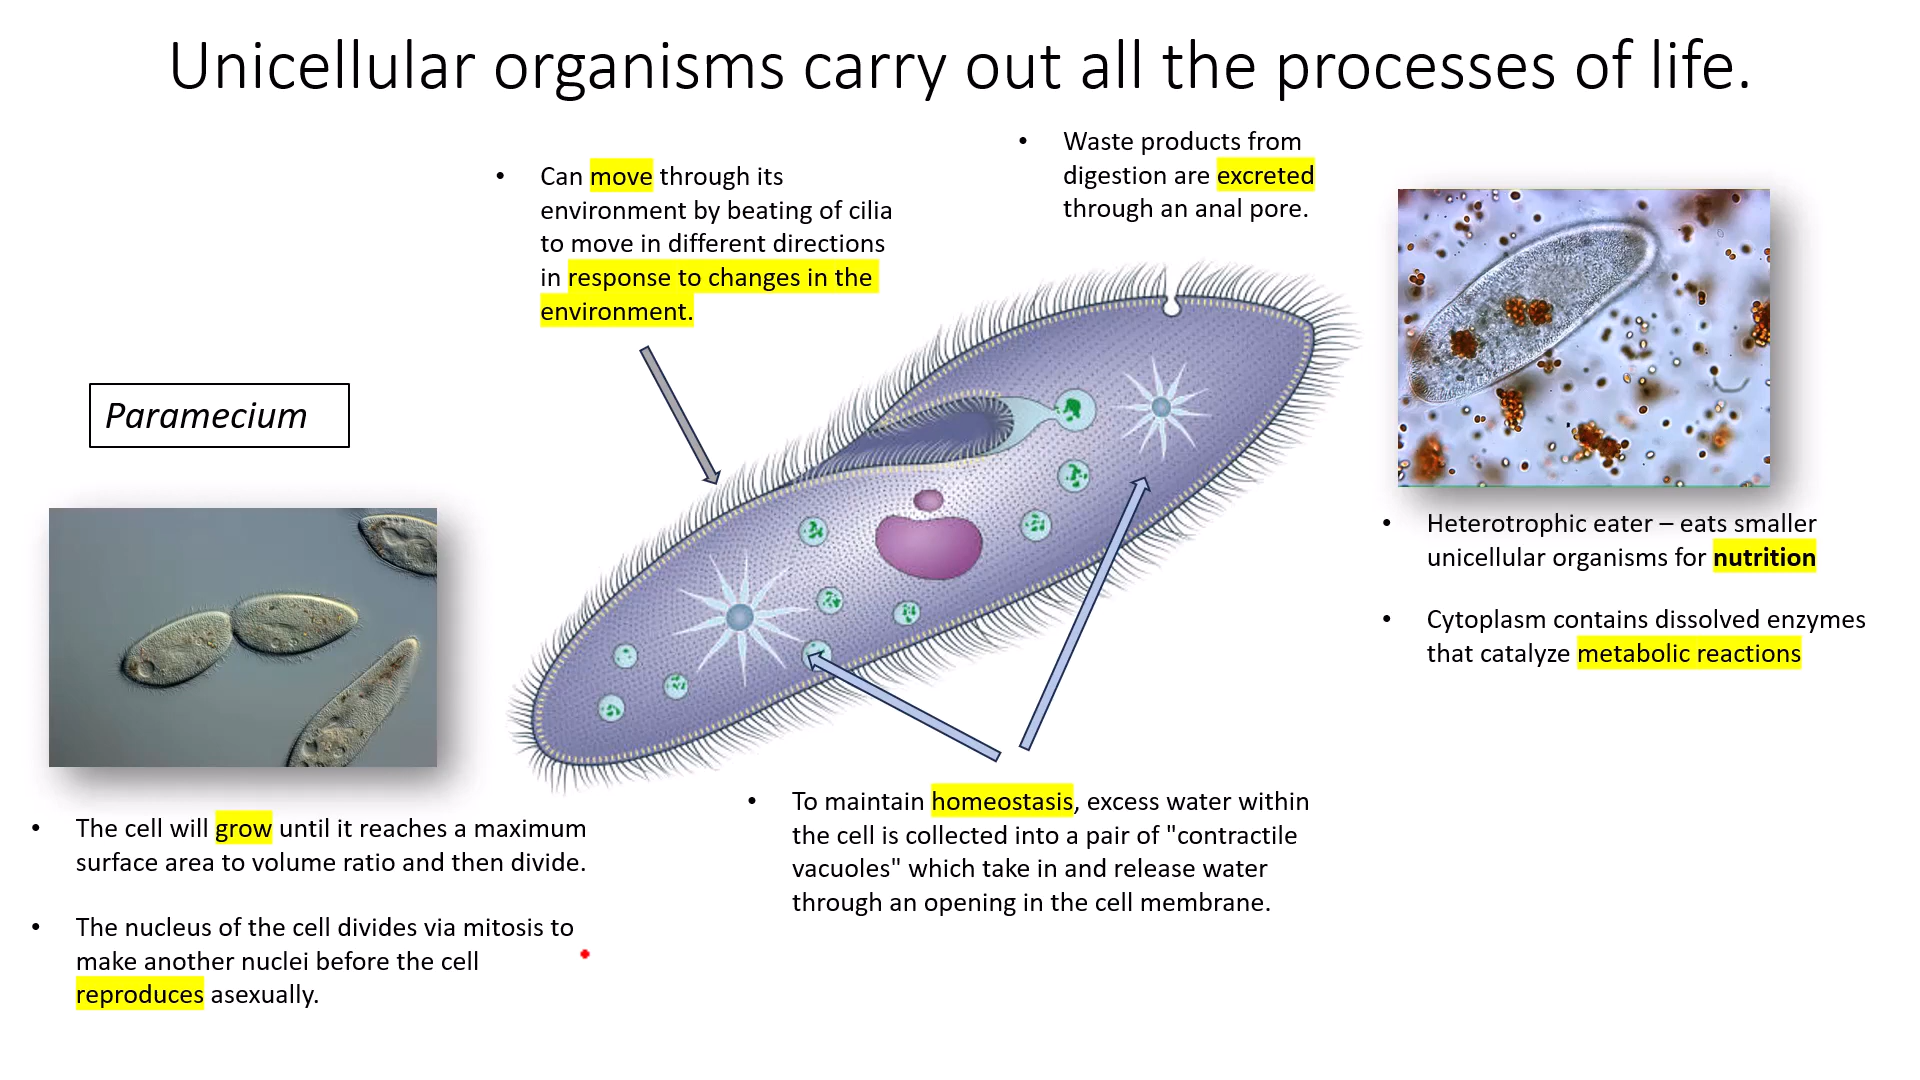 Unicellular organisms carry out all the processes of life.
• Can move through its
environment by beating of cilia
to move in different directions
in response to changes in the
environment.
• Waste products from
digestion are excreted
through an anal pore.
Paramecium
• Heterotrophic eater – eats smaller
unicellular organisms for nutrition
• Cytoplasm contains dissolved enzymes
that catalyze metabolic reactions
• The cell will grow until it reaches a maximum
surface area to volume ratio and then divide.
• The nucleus of the cell divides via mitosis to
make another nuclei before the cell
reproduces asexually.
• To maintain homeostasis, excess water within
the cell is collected into a pair of "contractile
vacuoles" which take in and release water
through an opening in the cell membrane.